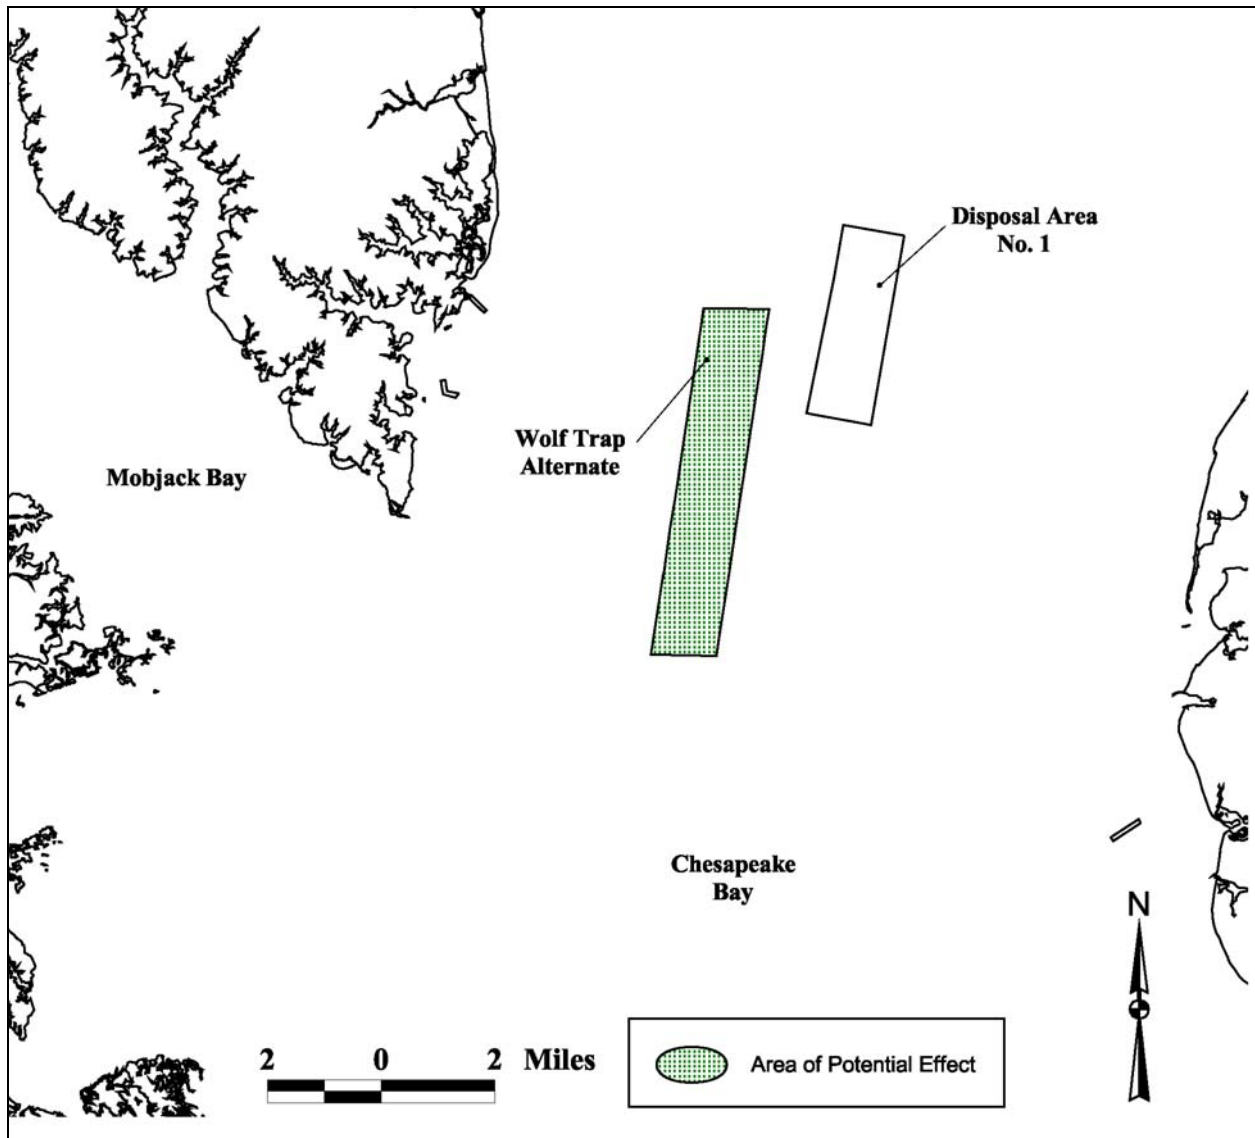 Disposal Area
No. 1
Wolf Trap
Alternate
Mobjack Bay
Chesapeake
Bay
N
2 0 2 Miles
Area of Potential Effect